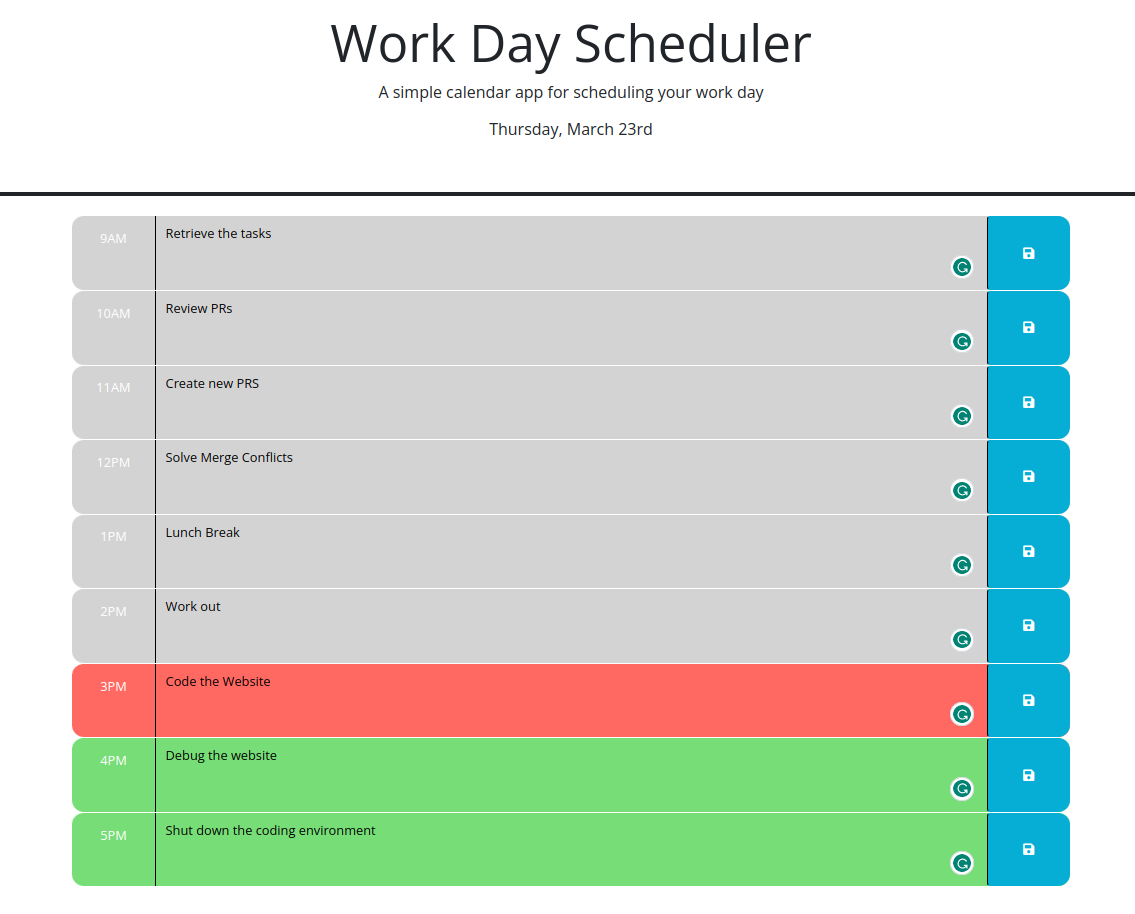 Work Day Scheduler
A simple calendar app for scheduling your work day
Thursday, March 23rd
9AM Retrieve the tasks
10AM Review PRs
11AM Create new PRS
12PM Solve Merge Conflicts
1PM Lunch Break
2PM Work out
3PM Code the Website
4PM Debug the website
5PM Shut down the coding environment